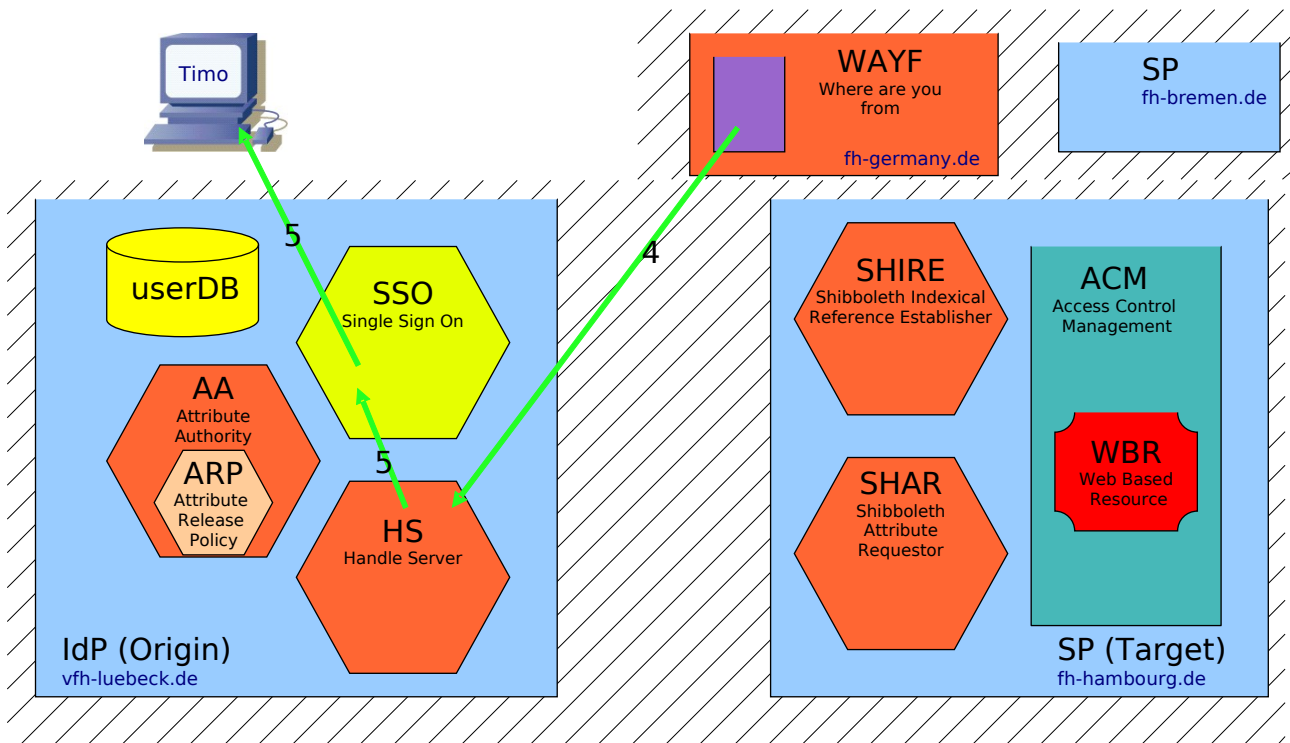 Timo
WAYF
Where are you
from
fh-germany.de
SP
fh-bremen.de
5
4
userDB
SSO
Single Sign On
AA
Attribute
Authority
ARP
Attribute
Release
Policy
5
HS
Handle Server
IdP (Origin)
vfh-luebeck.de
SHIRE
Shibboleth Indexical
Reference Establisher
ACM
Access Control
Management
WBR
Web Based
Resource
SHAR
Shibboleth
Attribute
Requestor
SP (Target)
fh-hambourg.de